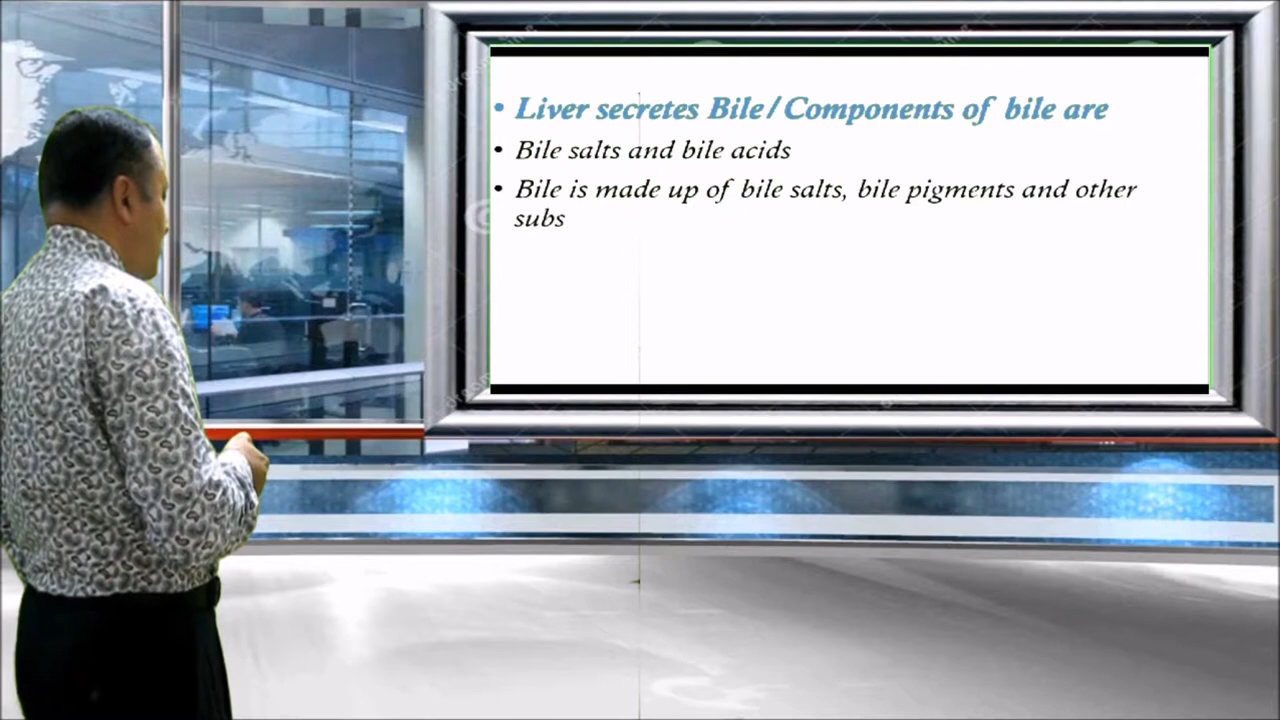 • Liver secretes Bile/Components of bile are
• Bile salts and bile acids
• Bile is made up of bile salts, bile pigments and other
subs